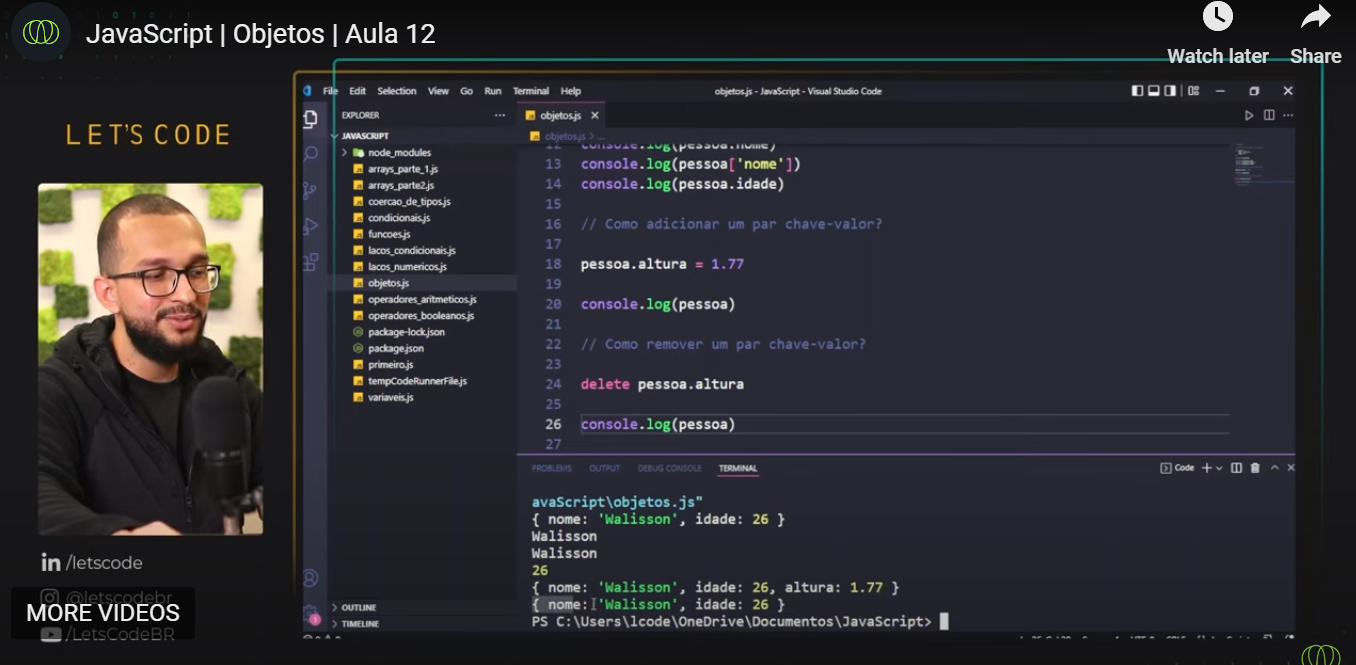 JavaScript | Objetos | Aula 12
Watch later
Share
LET'S CODE
File Edit Selection View Go Run Terminal Help
objetos.js - JavaScript - Visual Studio Code
EXPLORER
JAVASCRIPT
node_modules
arrays_parte_1.js
arrays_parte2.js
coercao_de_tipos.js
condicionais.js
funcoes.js
lacos_condicionais.js
lacos_numericos.js
objetos.js
operadores_aritmeticos.js
operadores_booleanos.js
package-lock.json
package.json
primeiro.js
tempCodeRunnerFile.js
variaveis.js
OUTLINE
TIMELINE
objetos.js
objetos.js > ...
12 console.log(pessoa.nome)
13 console.log(pessoa['nome'])
14 console.log(pessoa.idade)
15
16 // Como adicionar um par chave-valor?
17
18 pessoa.altura = 1.77
19
20 console.log(pessoa)
21
22 // Como remover um par chave-valor?
23
24 delete pessoa.altura
25
26 console.log(pessoa)
27
PROBLEMS OUTPUT DEBUG CONSOLE TERMINAL
Code
avaScript\objetos.js"
{ nome: 'Walisson', idade: 26 }
Walisson
Walisson
26
{ nome: 'Walisson', idade: 26, altura: 1.77 }
{ nome: 'Walisson', idade: 26 }
PS C:\Users\lcode\OneDrive\Documentos\JavaScript>
in /letscode
@letscodebr
MORE VIDEOS
/LetsCodeBR